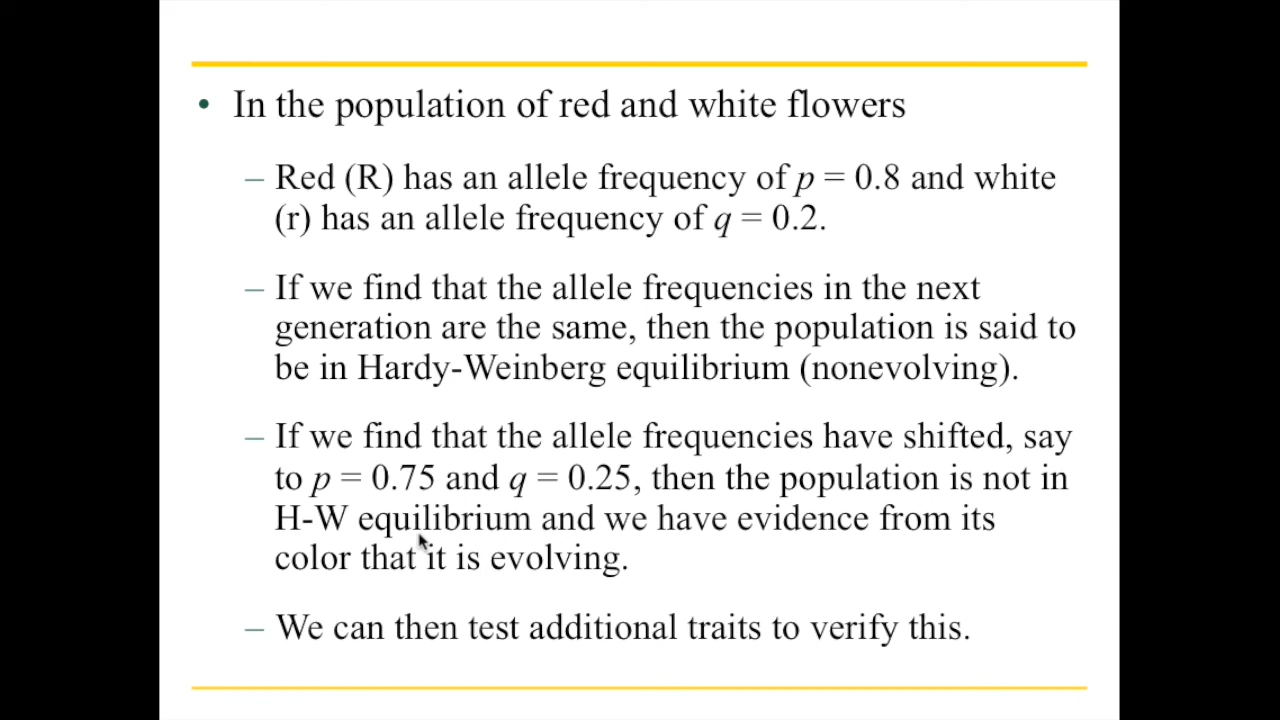 • In the population of red and white flowers
– Red (R) has an allele frequency of p = 0.8 and white
(r) has an allele frequency of q = 0.2.
– If we find that the allele frequencies in the next
generation are the same, then the population is said to
be in Hardy-Weinberg equilibrium (nonevolving).
– If we find that the allele frequencies have shifted, say
to p = 0.75 and q = 0.25, then the population is not in
H-W equilibrium and we have evidence from its
color that it is evolving.
– We can then test additional traits to verify this.